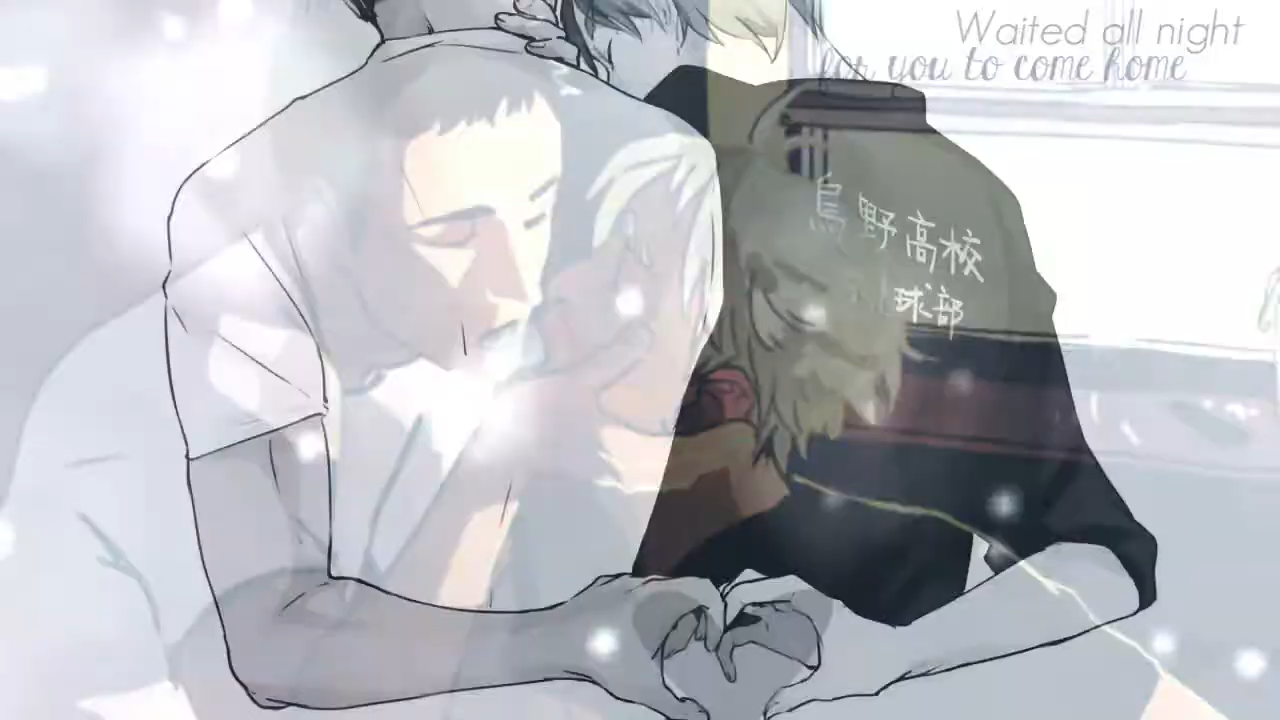 Waited all night
for you to come home
烏野高校
球部